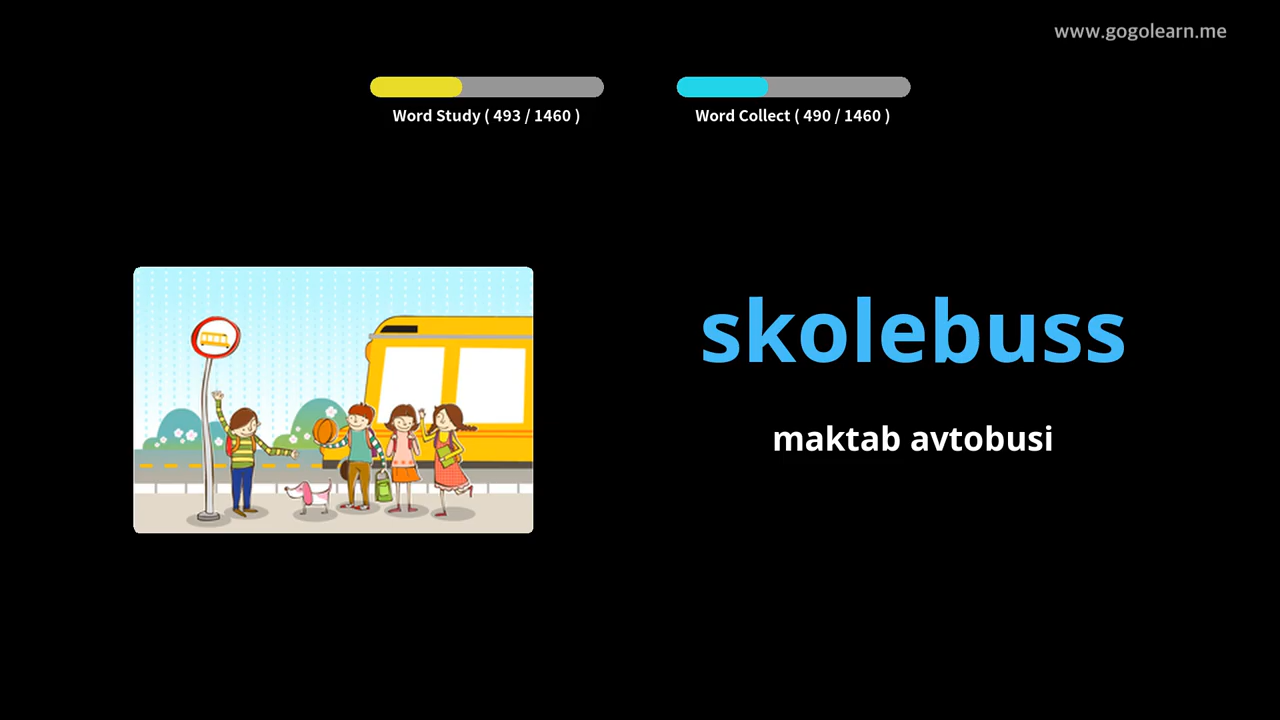 www.gogolearn.me
Word Study ( 493 / 1460 )
Word Collect ( 490 / 1460 )
skolebuss
maktab avtobusi